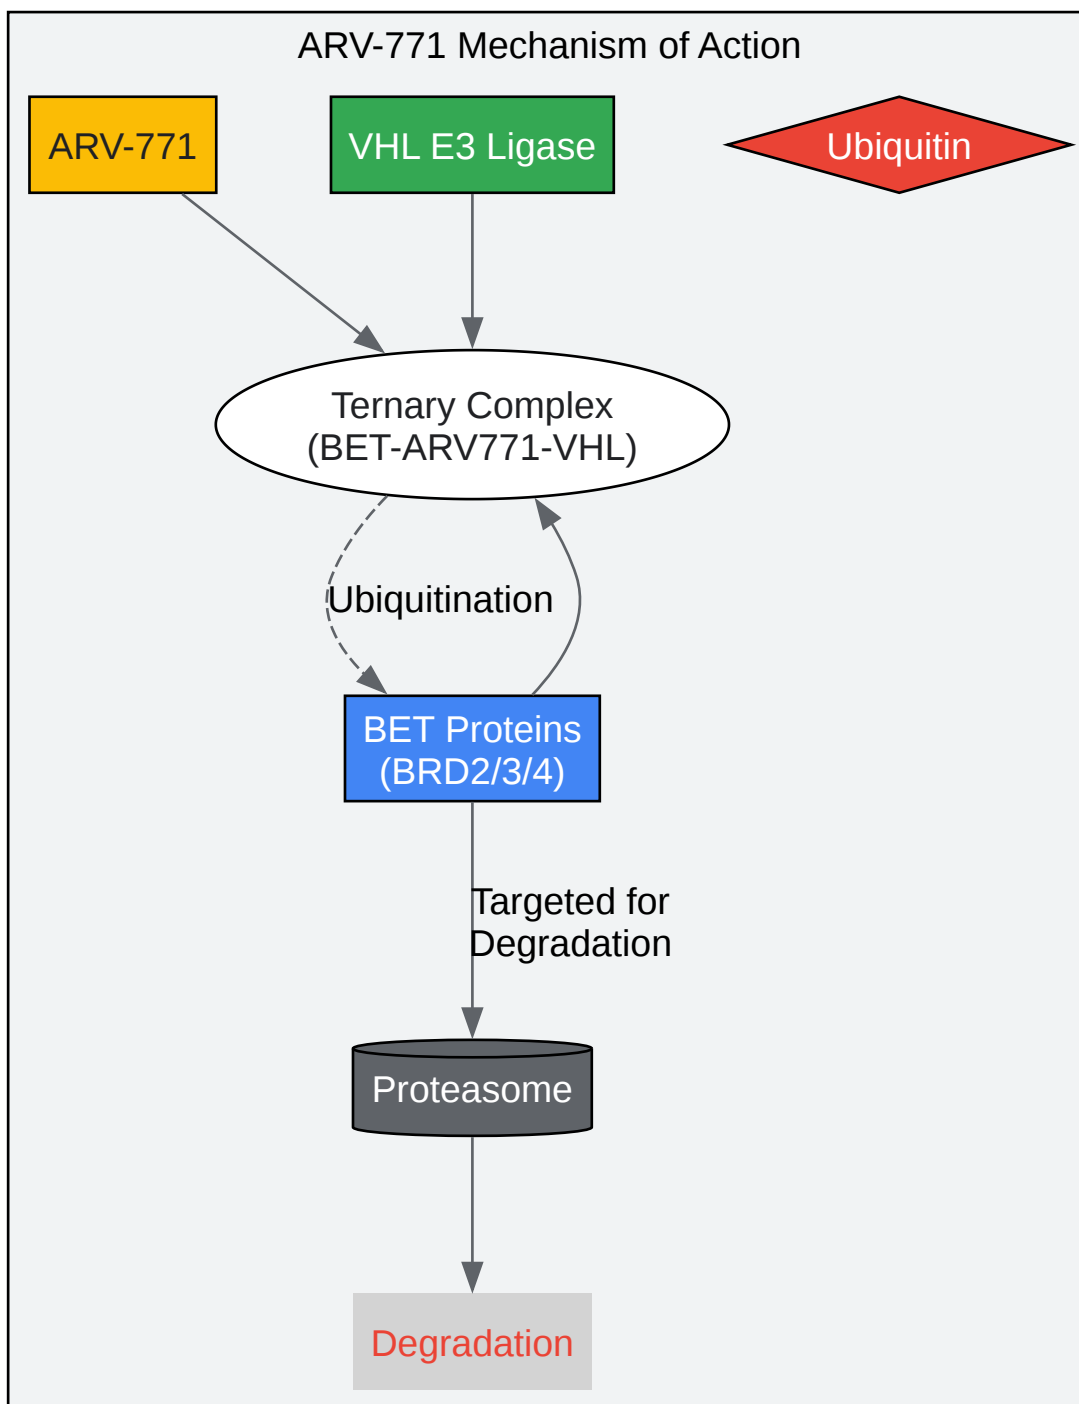 ARV-771 Mechanism of Action
ARV-771
VHL E3 Ligase
Ubiquitin
Ternary Complex
(BET-ARV771-VHL)
Ubiquitination
BET Proteins
(BRD2/3/4)
Targeted for
Degradation
Proteasome
Degradation